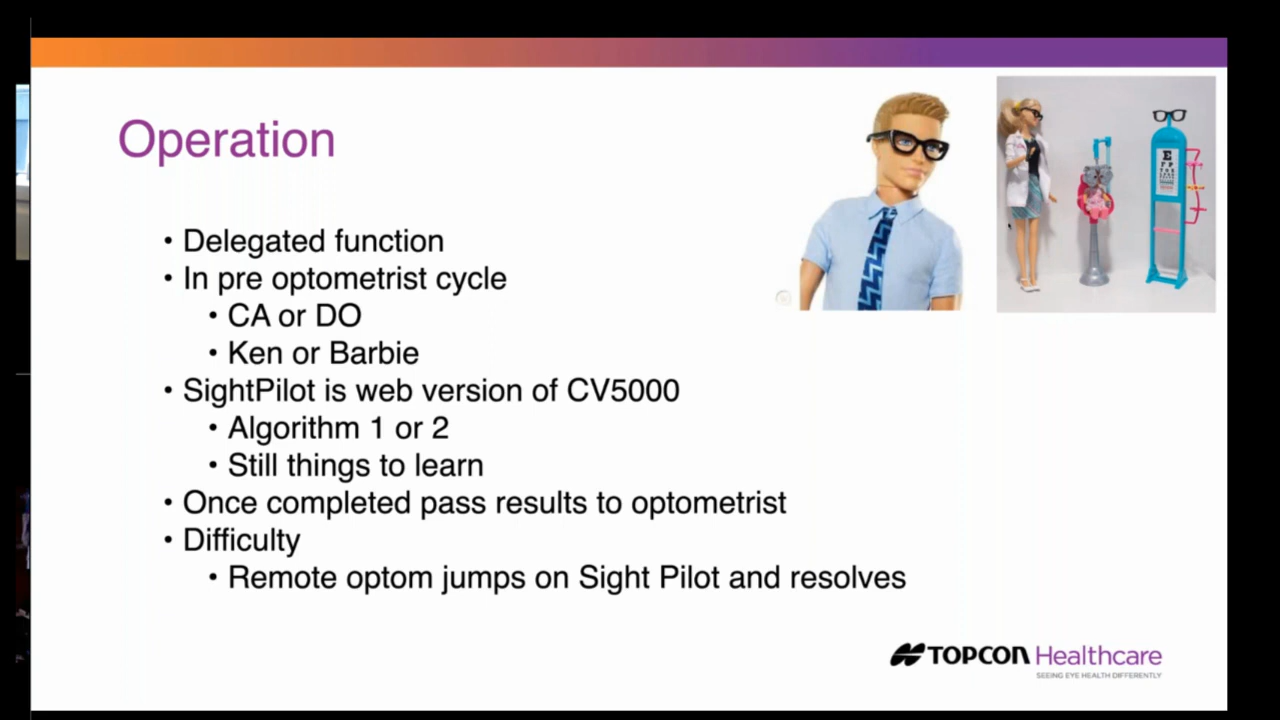 Operation
• Delegated function
• In pre optometrist cycle
• CA or DO
• Ken or Barbie
• SightPilot is web version of CV5000
• Algorithm 1 or 2
• Still things to learn
• Once completed pass results to optometrist
• Difficulty
• Remote optom jumps on Sight Pilot and resolves
E
TOPCON Healthcare
SEEING EYE HEALTH DIFFERENTLY